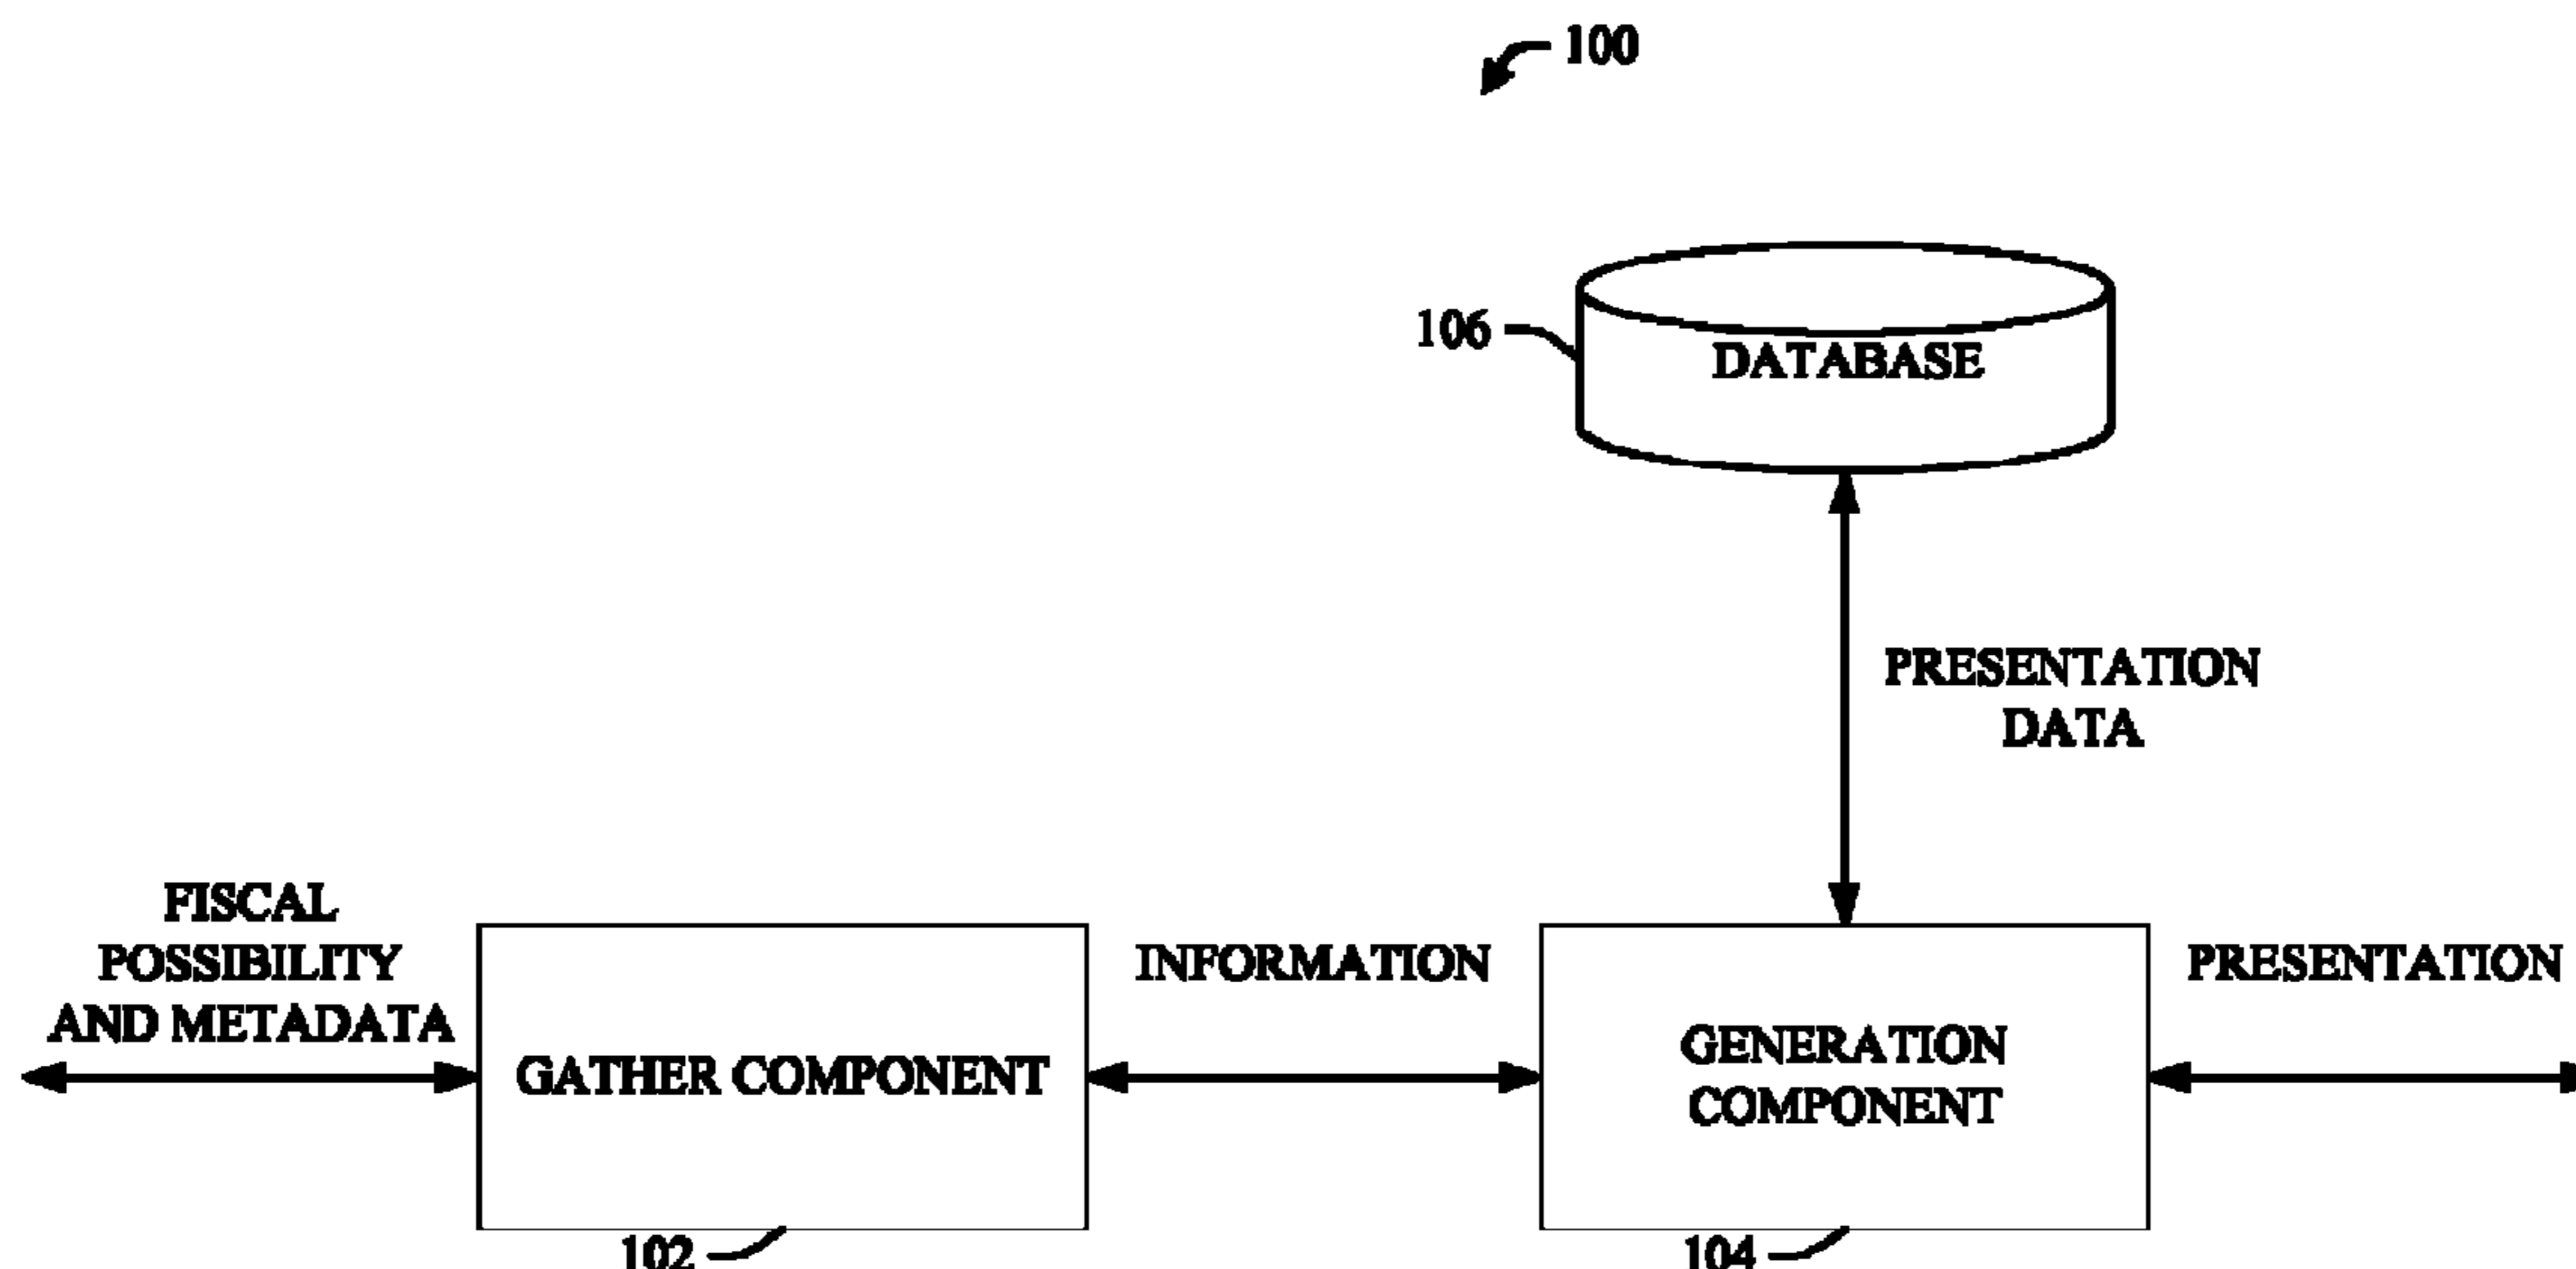 100
106
DATABASE
PRESENTATION
DATA
FISCAL
POSSIBILITY
AND METADATA
INFORMATION
PRESENTATION
GATHER COMPONENT
GENERATION
COMPONENT
102
104